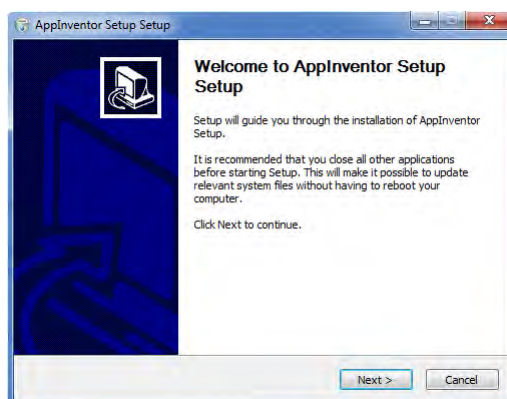 AppInventor Setup Setup
Welcome to AppInventor Setup
Setup
Setup will guide you through the installation of AppInventor
Setup.
It is recommended that you close all other applications
before starting Setup. This will make it possible to update
relevant system files without having to reboot your
computer.
Click Next to continue.
Next >
Cancel